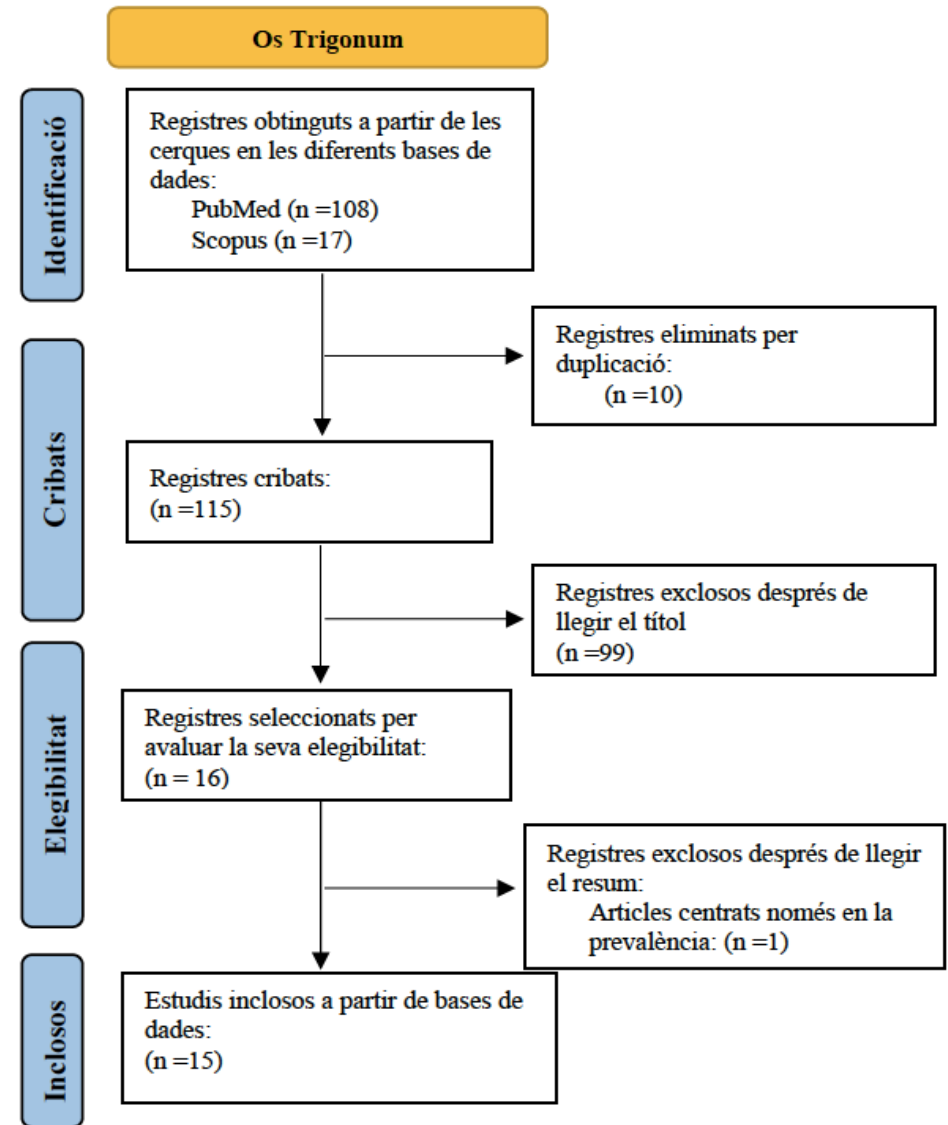 Os Trigonum
Identificació
Registres obtinguts a partir de les
cerques en les diferents bases de
dades:
PubMed (n =108)
Scopus (n =17)
Registres eliminats per
duplicació:
(n =10)
Cribats
Registres cribats:
(n =115)
Registres exclosos després de
llegir el títol
(n =99)
Elegibilitat
Registres seleccionats per
avaluar la seva elegibilitat:
(n = 16)
Registres exclosos després de llegir
el resum:
Articles centrats només en la
prevalència: (n =1)
Inclosos
Estudis inclosos a partir de bases de
dades:
(n =15)